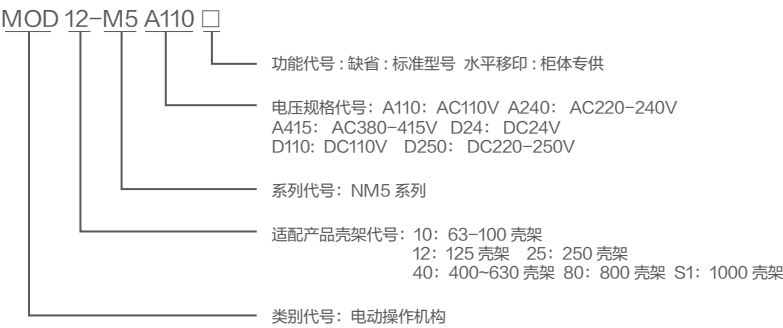 MOD 12-M5 A110 □
功能代号：缺省：标准型号 水平移印：柜体专供
电压规格代号：A110：AC110V A240：AC220-240V
A415：AC380-415V D24：DC24V
D110: DC110V D250：DC220-250V
系列代号：NM5 系列
适配产品壳架代号：10：63-100 壳架
12：125 壳架 25：250 壳架
40：400~630 壳架 80：800 壳架 S1：1000 壳架
类别代号：电动操作机构